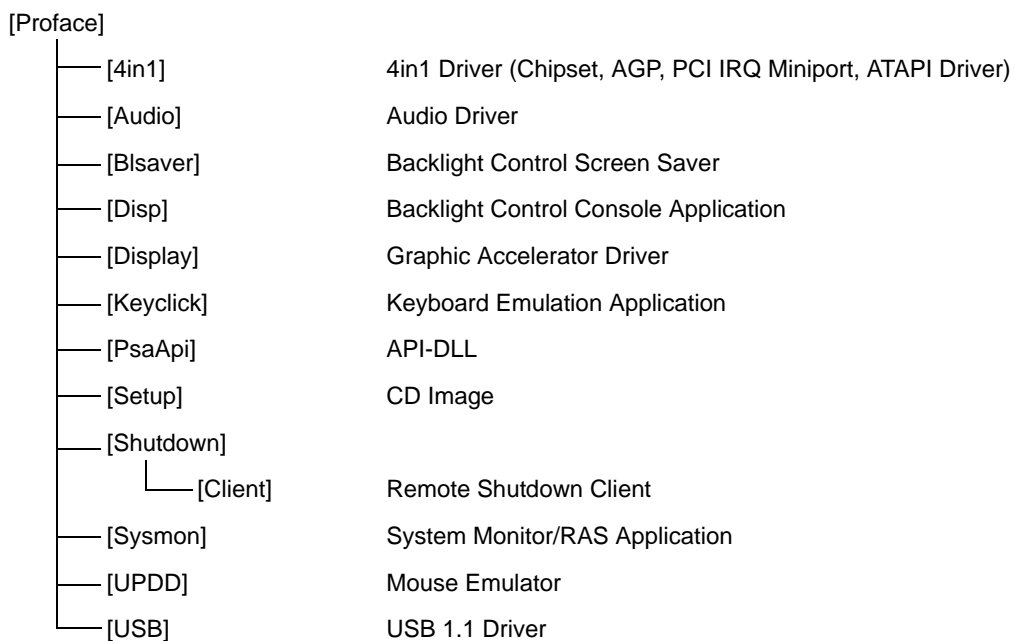 [Proface]
[4in1] 4in1 Driver (Chipset, AGP, PCI IRQ Miniport, ATAPI Driver)
[Audio] Audio Driver
[Blsaver] Backlight Control Screen Saver
[Disp] Backlight Control Console Application
[Display] Graphic Accelerator Driver
[Keyclick] Keyboard Emulation Application
[PsaApi] API-DLL
[Setup] CD Image
[Shutdown]
[Client] Remote Shutdown Client
[Sysmon] System Monitor/RAS Application
[UPDD] Mouse Emulator
[USB] USB 1.1 Driver